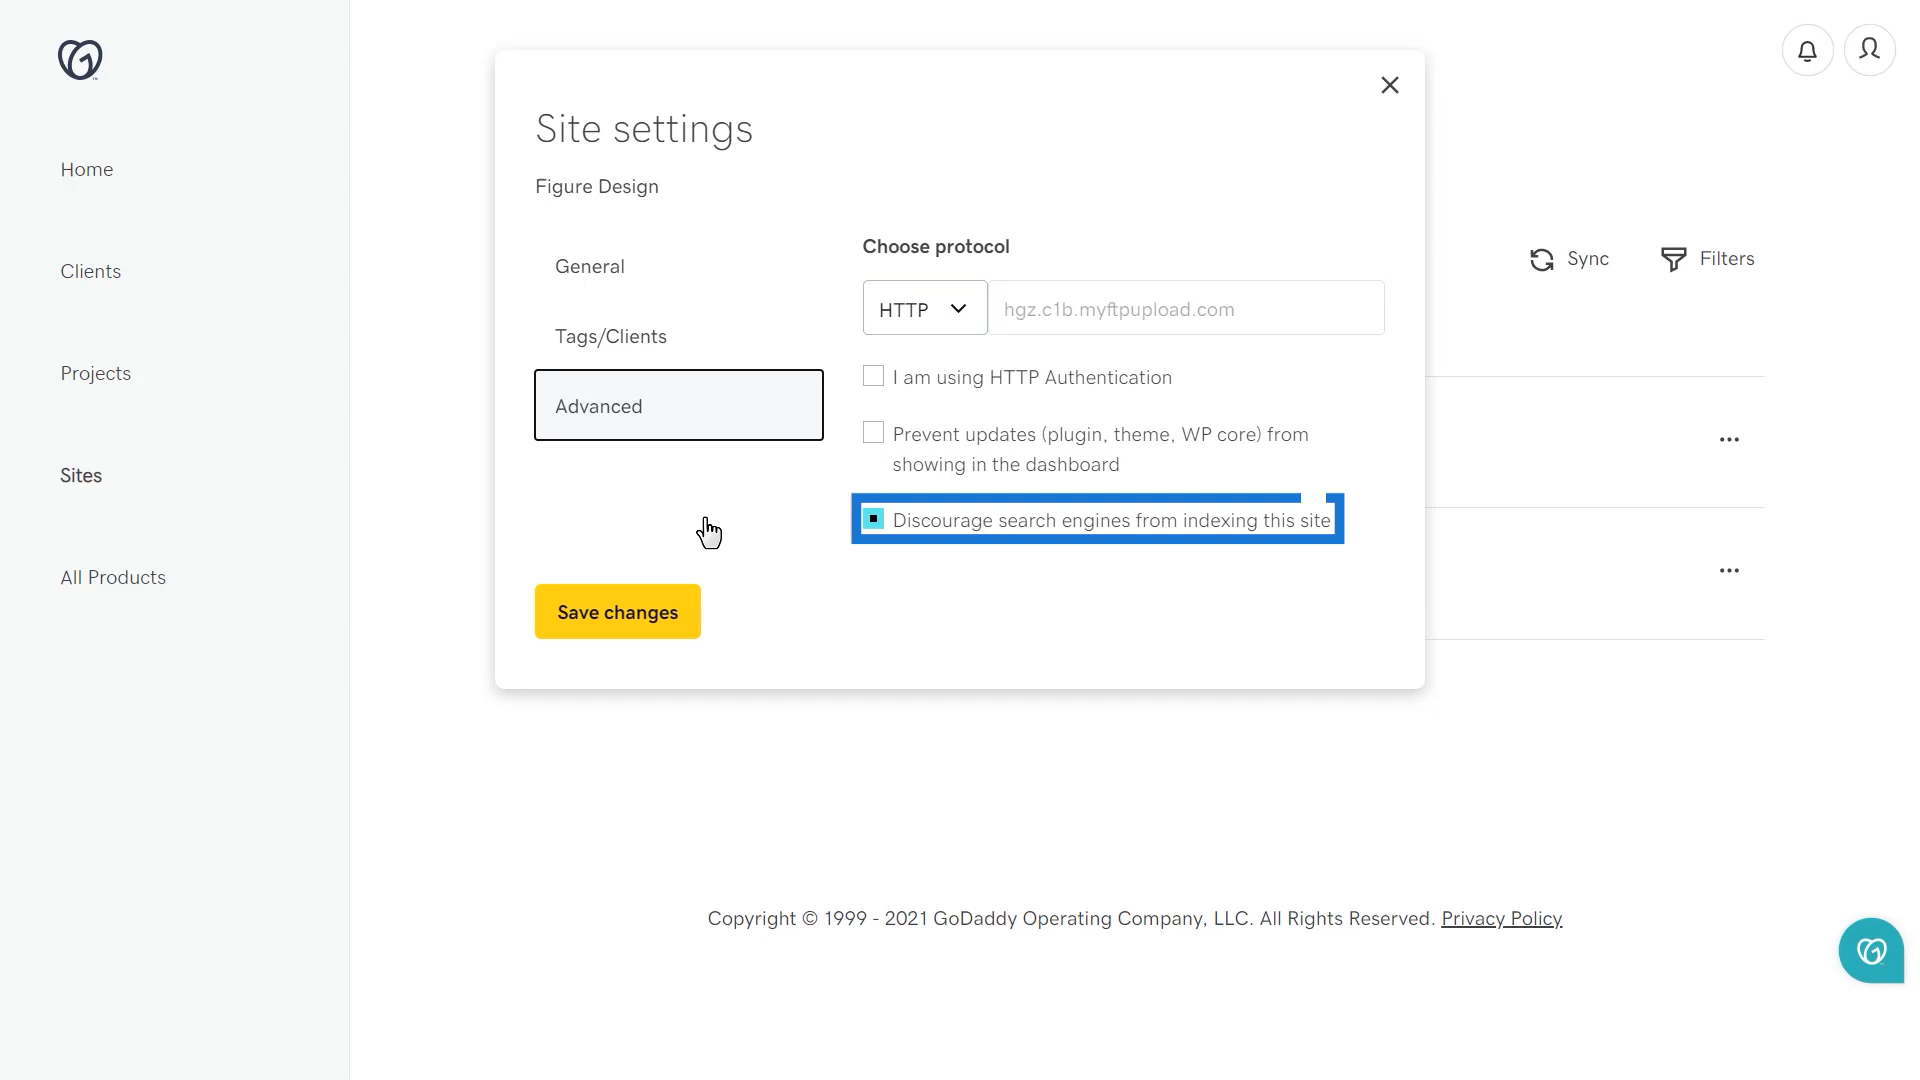 Home
Clients
Projects
Sites
All Products
Site settings
Figure Design
General
Tags/Clients
Advanced
Choose protocol
HTTP
hgz.c1b.myftpupload.com
I am using HTTP Authentication
Prevent updates (plugin, theme, WP core) from
showing in the dashboard
Discourage search engines from indexing this site
Save changes
Sync
Filters
Copyright © 1999 - 2021 GoDaddy Operating Company, LLC. All Rights Reserved. Privacy Policy